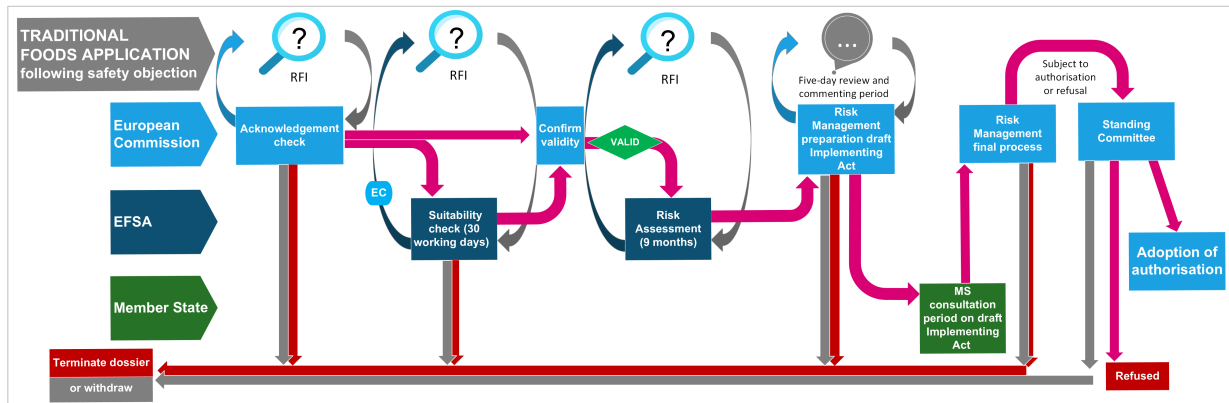 TRADITIONAL
FOODS APPLICATION
following safety objection
?
RFI
?
RFI
?
RFI
...
Five-day review and
commenting period
Subject to
authorisation
or refusal
European
Commission
Acknowledgement
check
Confirm
validity
VALID
Risk
Management
preparation draft
Implementing
Act
Risk
Management
final process
Standing
Committee
EC
EFSA
Suitability
check (30
working days)
Risk
Assessment
(9 months)
Adoption of
authorisation
Member State
MS
consultation
period on draft
Implementing
Act
Terminate dossier
or withdraw
Refused